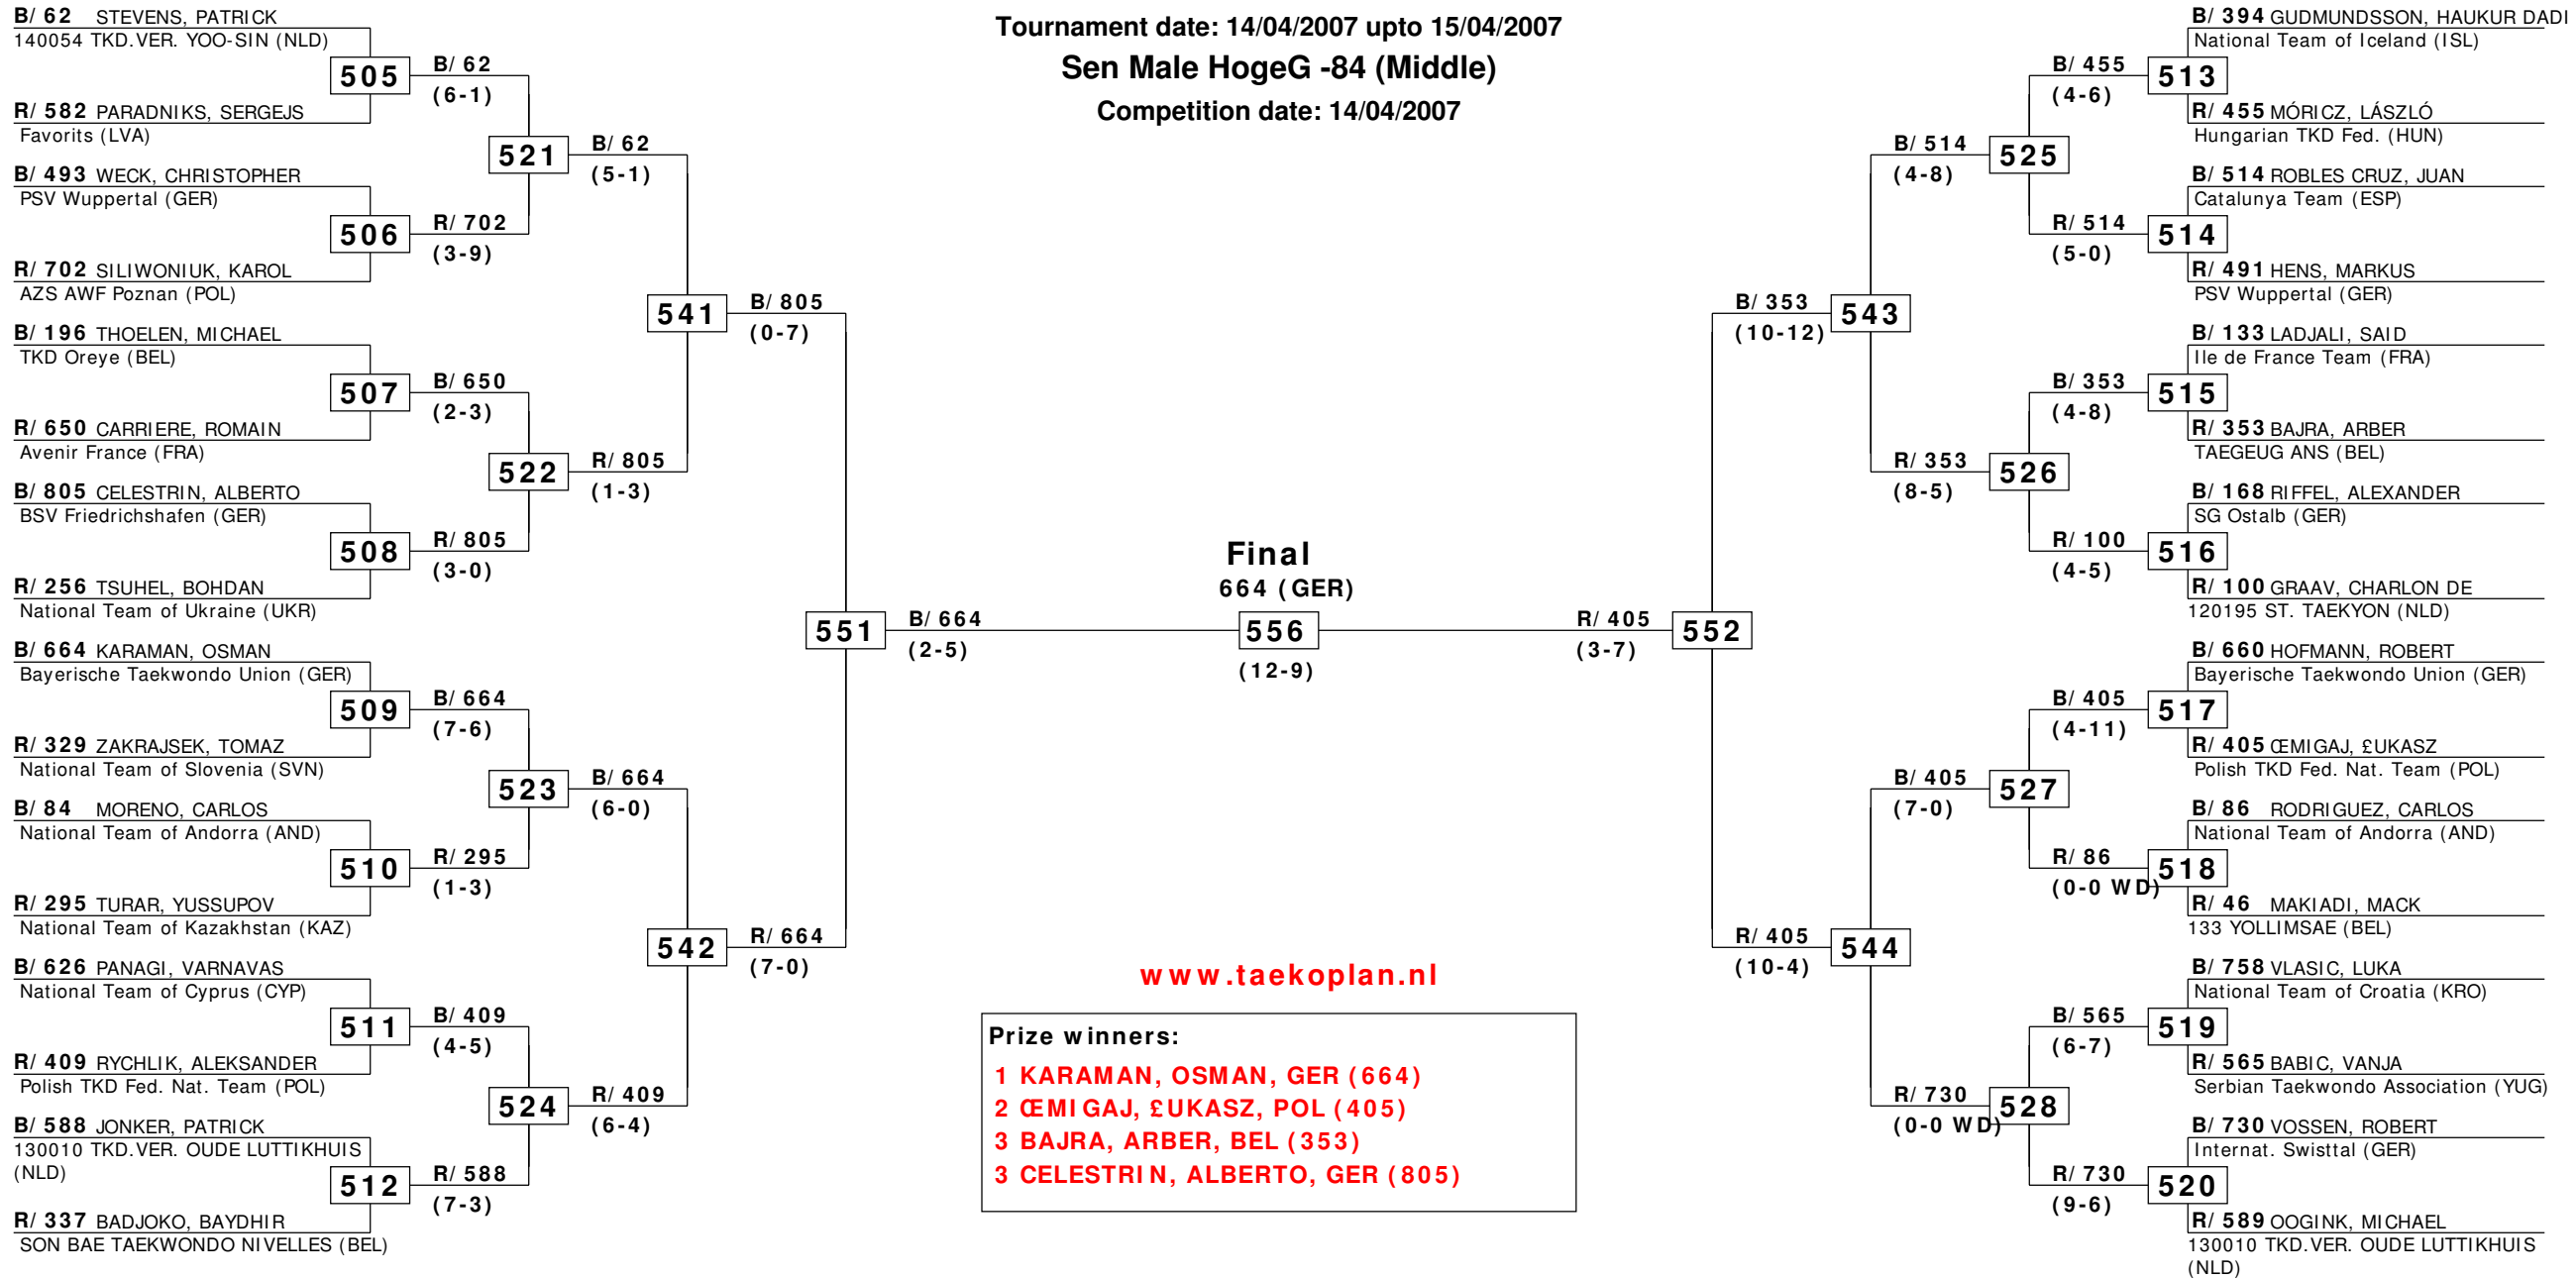 Tournament date: 14/04/2007 upto 15/04/2007
Sen Male HogeG -84 (Middle)
Competition date: 14/04/2007
B/ 62 STEVENS, PATRICK
140054 TKD.VER. YOO-SIN (NLD)
505
R/ 582 PARADNIKS, SERGEJS
Favorits (LVA)
B/ 493 WECK, CHRISTOPHER
PSV Wuppertal (GER)
506
R/ 702 SILIWONIUK, KAROL
AZS AWF Poznan (POL)
B/ 196 THOELEN, MICHAEL
TKD Oreye (BEL)
507
R/ 650 CARRIERE, ROMAIN
Avenir France (FRA)
B/ 805 CELESTRIN, ALBERTO
BSV Friedrichshafen (GER)
508
R/ 256 TSUHEL, BOHDAN
National Team of Ukraine (UKR)
B/ 664 KARAMAN, OSMAN
Bayerische Taekwondo Union (GER)
509
R/ 329 ZAKRAJSEK, TOMAZ
National Team of Slovenia (SVN)
B/ 84 MORENO, CARLOS
National Team of Andorra (AND)
510
R/ 295 TURAR, YUSSUPOV
National Team of Kazakhstan (KAZ)
B/ 626 PANAGI, VARNAVAS
National Team of Cyprus (CYP)
511
R/ 409 RYCHLIK, ALEKSANDER
Polish TKD Fed. Nat. Team (POL)
B/ 588 JONKER, PATRICK
130010 TKD.VER. OUDE LUTTIKHUIS
(NLD)
512
R/ 337 BADJOKO, BAYDHIR
SON BAE TAEKWONDO NIVELLES (BEL)
B/ 62
(6-1)
521
R/ 702
(3-9)
B/ 650
(2-3)
522
R/ 805
(3-0)
B/ 664
(7-6)
523
R/ 295
(1-3)
B/ 409
(4-5)
524
R/ 588
(7-3)
B/ 62
(5-1)
541
R/ 805
(1-3)
B/ 664
(6-0)
542
R/ 409
(6-4)
B/ 805
(0-7)
551
R/ 664
(7-0)
B/ 664
(2-5)
Final
664 (GER)
556
(12-9)
R/ 405
(3-7)
552
B/ 353
(10-12)
543
R/ 405
(10-4)
544
B/ 514
(4-8)
525
R/ 353
(8-5)
526
B/ 405
(7-0)
527
R/ 730
(0-0 WD)
528
B/ 455
(4-6)
513
R/ 514
(5-0)
514
B/ 353
(4-8)
515
R/ 100
(4-5)
516
B/ 405
(4-11)
517
R/ 86
(0-0 WD)
518
B/ 565
(6-7)
519
R/ 730
(9-6)
520
B/ 394 GUDMUNDSSON, HAUKUR DADI
National Team of Iceland (ISL)
R/ 455 MÓRICZ, LÁSZLÓ
Hungarian TKD Fed. (HUN)
B/ 514 ROBLES CRUZ, JUAN
Catalunya Team (ESP)
R/ 491 HENS, MARKUS
PSV Wuppertal (GER)
B/ 133 LADJALI, SAID
Ile de France Team (FRA)
R/ 353 BAJRA, ARBER
TAEGEUG ANS (BEL)
B/ 168 RIFFEL, ALEXANDER
SG Ostalb (GER)
R/ 100 GRAAV, CHARLON DE
120195 ST. TAEKYON (NLD)
B/ 660 HOFMANN, ROBERT
Bayerische Taekwondo Union (GER)
R/ 405 ŒMIGAJ, £UKASZ
Polish TKD Fed. Nat. Team (POL)
B/ 86 RODRIGUEZ, CARLOS
National Team of Andorra (AND)
R/ 46 MAKIADI, MACK
133 YOLLIMSAE (BEL)
B/ 758 VLASIC, LUKA
National Team of Croatia (KRO)
R/ 565 BABIC, VANJA
Serbian Taekwondo Association (YUG)
B/ 730 VOSSEN, ROBERT
Internat. Swisttal (GER)
R/ 589 OOGINK, MICHAEL
130010 TKD.VER. OUDE LUTTIKHUIS
(NLD)
www.taekoplan.nl
Prize winners:
1 KARAMAN, OSMAN, GER (664)
2 ŒMIGAJ, £UKASZ, POL (405)
3 BAJRA, ARBER, BEL (353)
3 CELESTRIN, ALBERTO, GER (805)